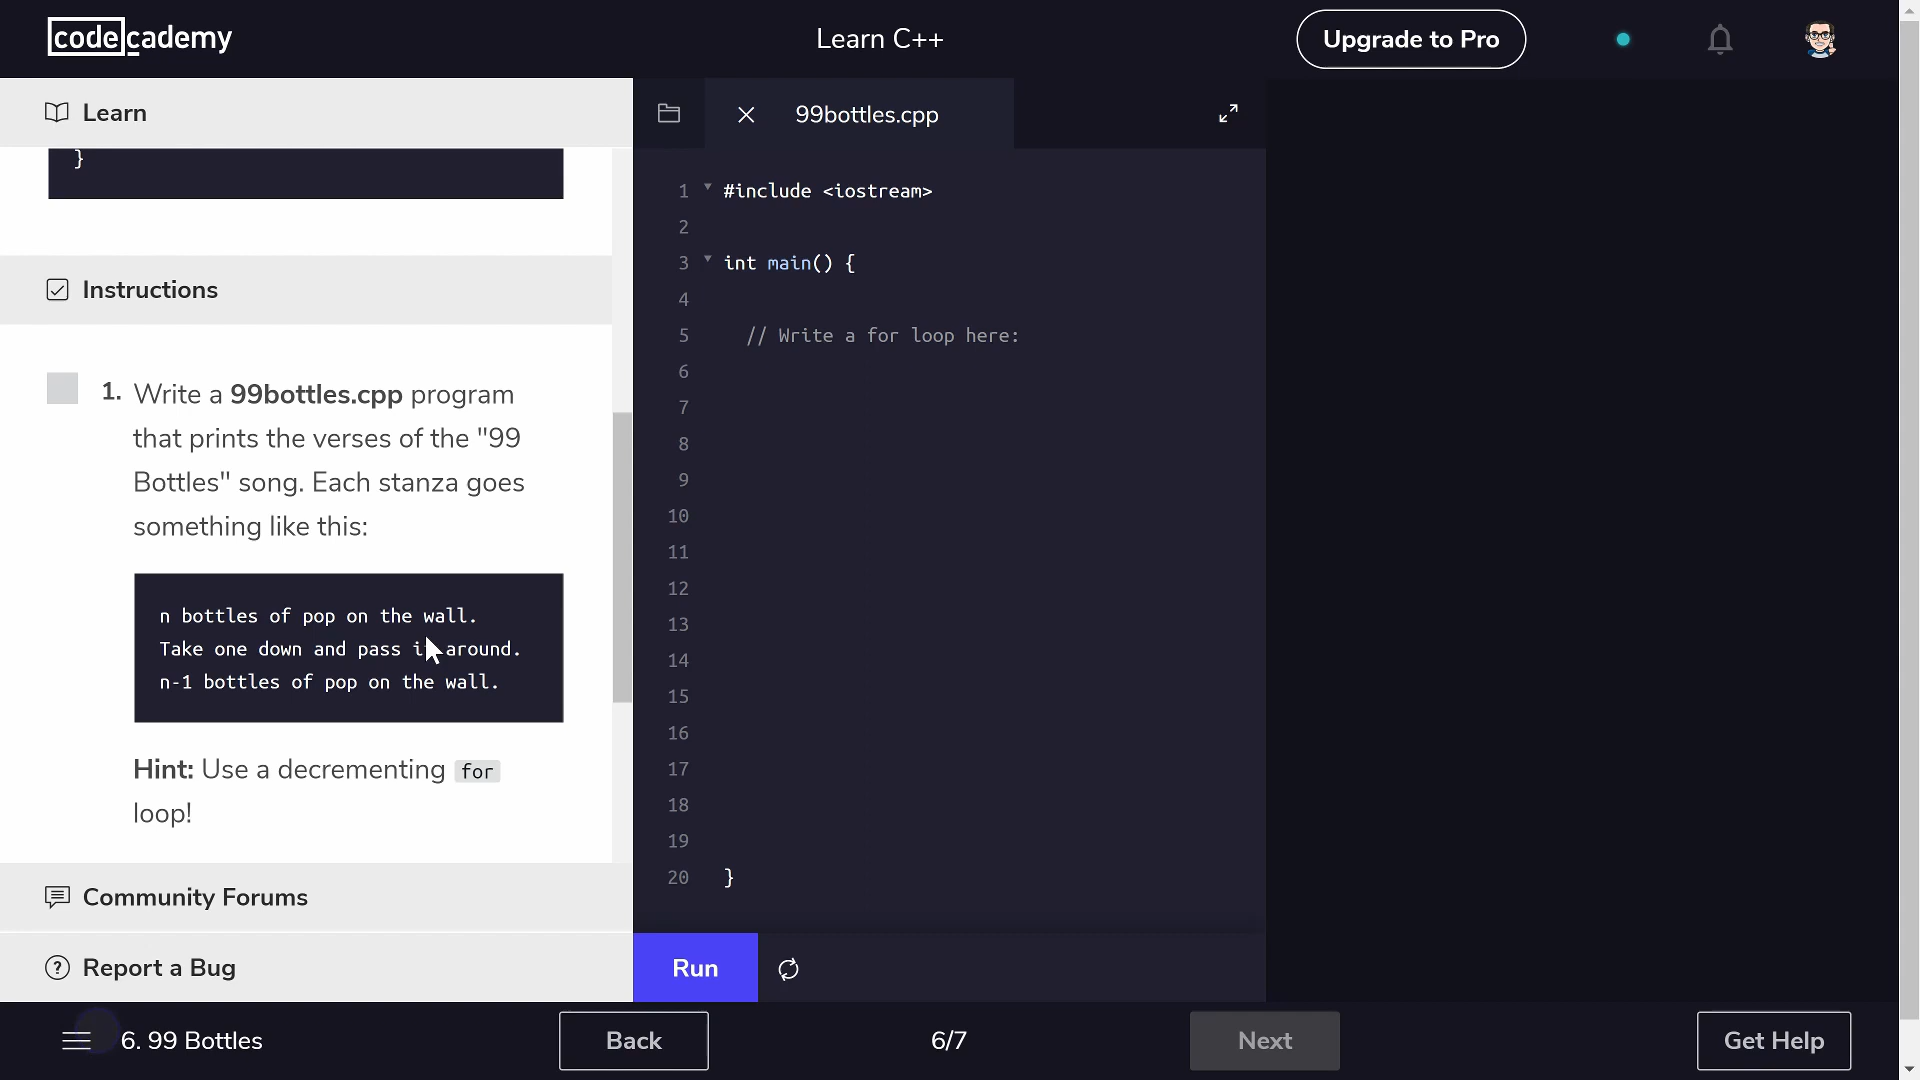 codecademy
Learn C++
Upgrade to Pro
Learn
}
Instructions
1. Write a 99bottles.cpp program
that prints the verses of the "99
Bottles" song. Each stanza goes
something like this:
n bottles of pop on the wall.
Take one down and pass it around.
n-1 bottles of pop on the wall.
Hint: Use a decrementing for
loop!
Community Forums
Report a Bug
99bottles.cpp
1 #include <iostream>
2
3 int main() {
4
5 // Write a for loop here:
6
7
8
9
10
11
12
13
14
15
16
17
18
19
20 }
Run
6. 99 Bottles
Back
6/7
Next
Get Help